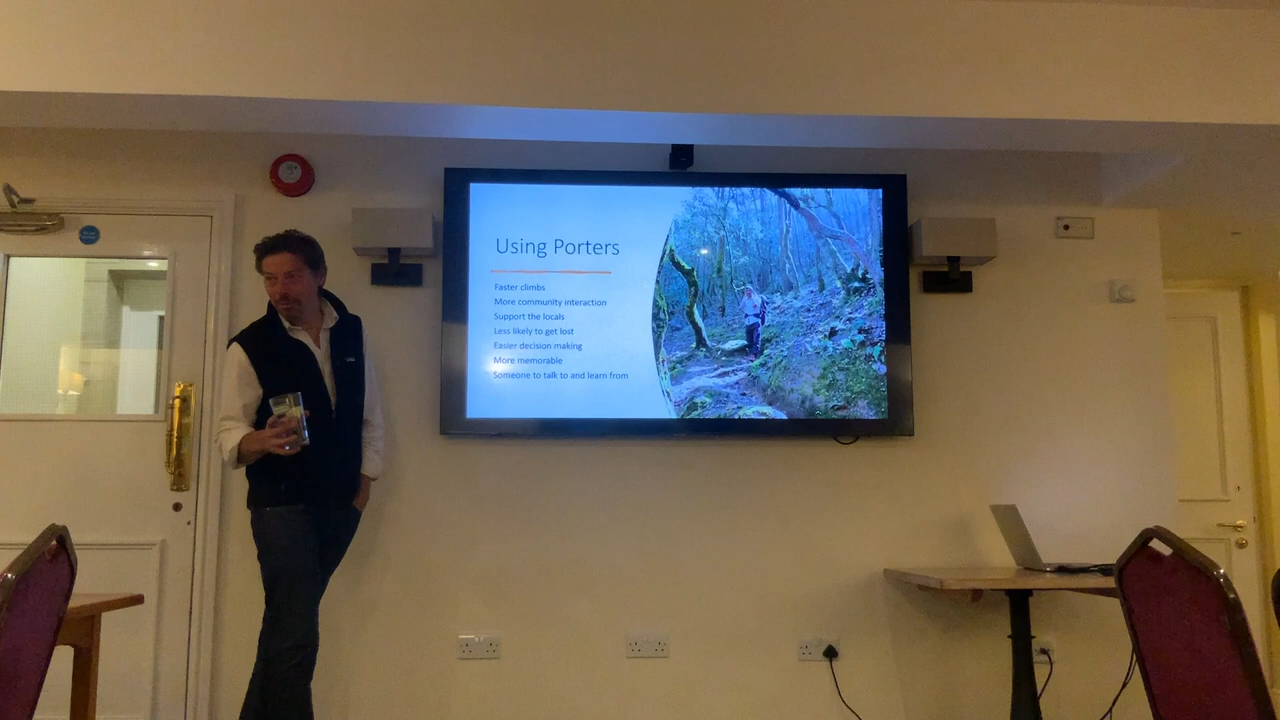 Using Porters
Faster climbs
More community interaction
Support the locals
Less likely to get lost
Easier decision making
More memorable
Someone to talk to and learn from